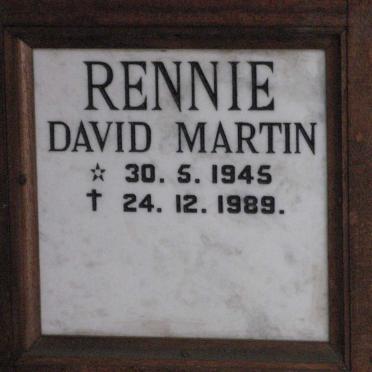 RENNIE
DAVID MARTIN
☆ 30. 5. 1945
† 24. 12. 1989.